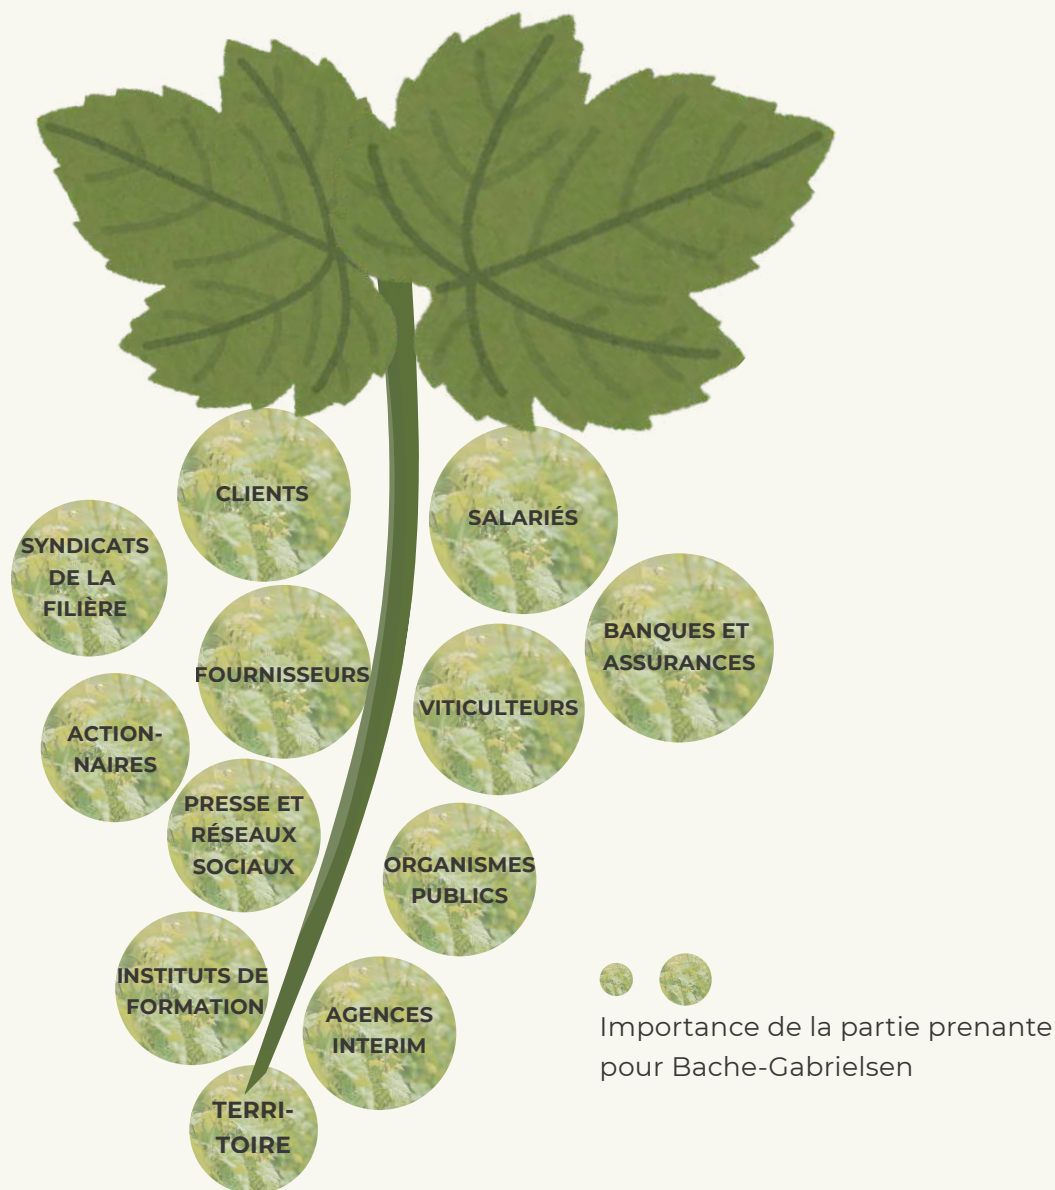 CLIENTS
SALARIÉS
SYNDICATS
DE LA
FILIÈRE
BANQUES ET
ASSURANCES
FOURNISSEURS
VITICULTEURS
ACTION-
NAIRES
PRESSE ET
RÉSEAUX
SOCIAUX
ORGANISMES
PUBLICS
INSTITUTS DE
FORMATION
AGENCES
INTERIM
Importance de la partie prenante
pour Bache-Gabrielsen
TERRI-
TOIRE